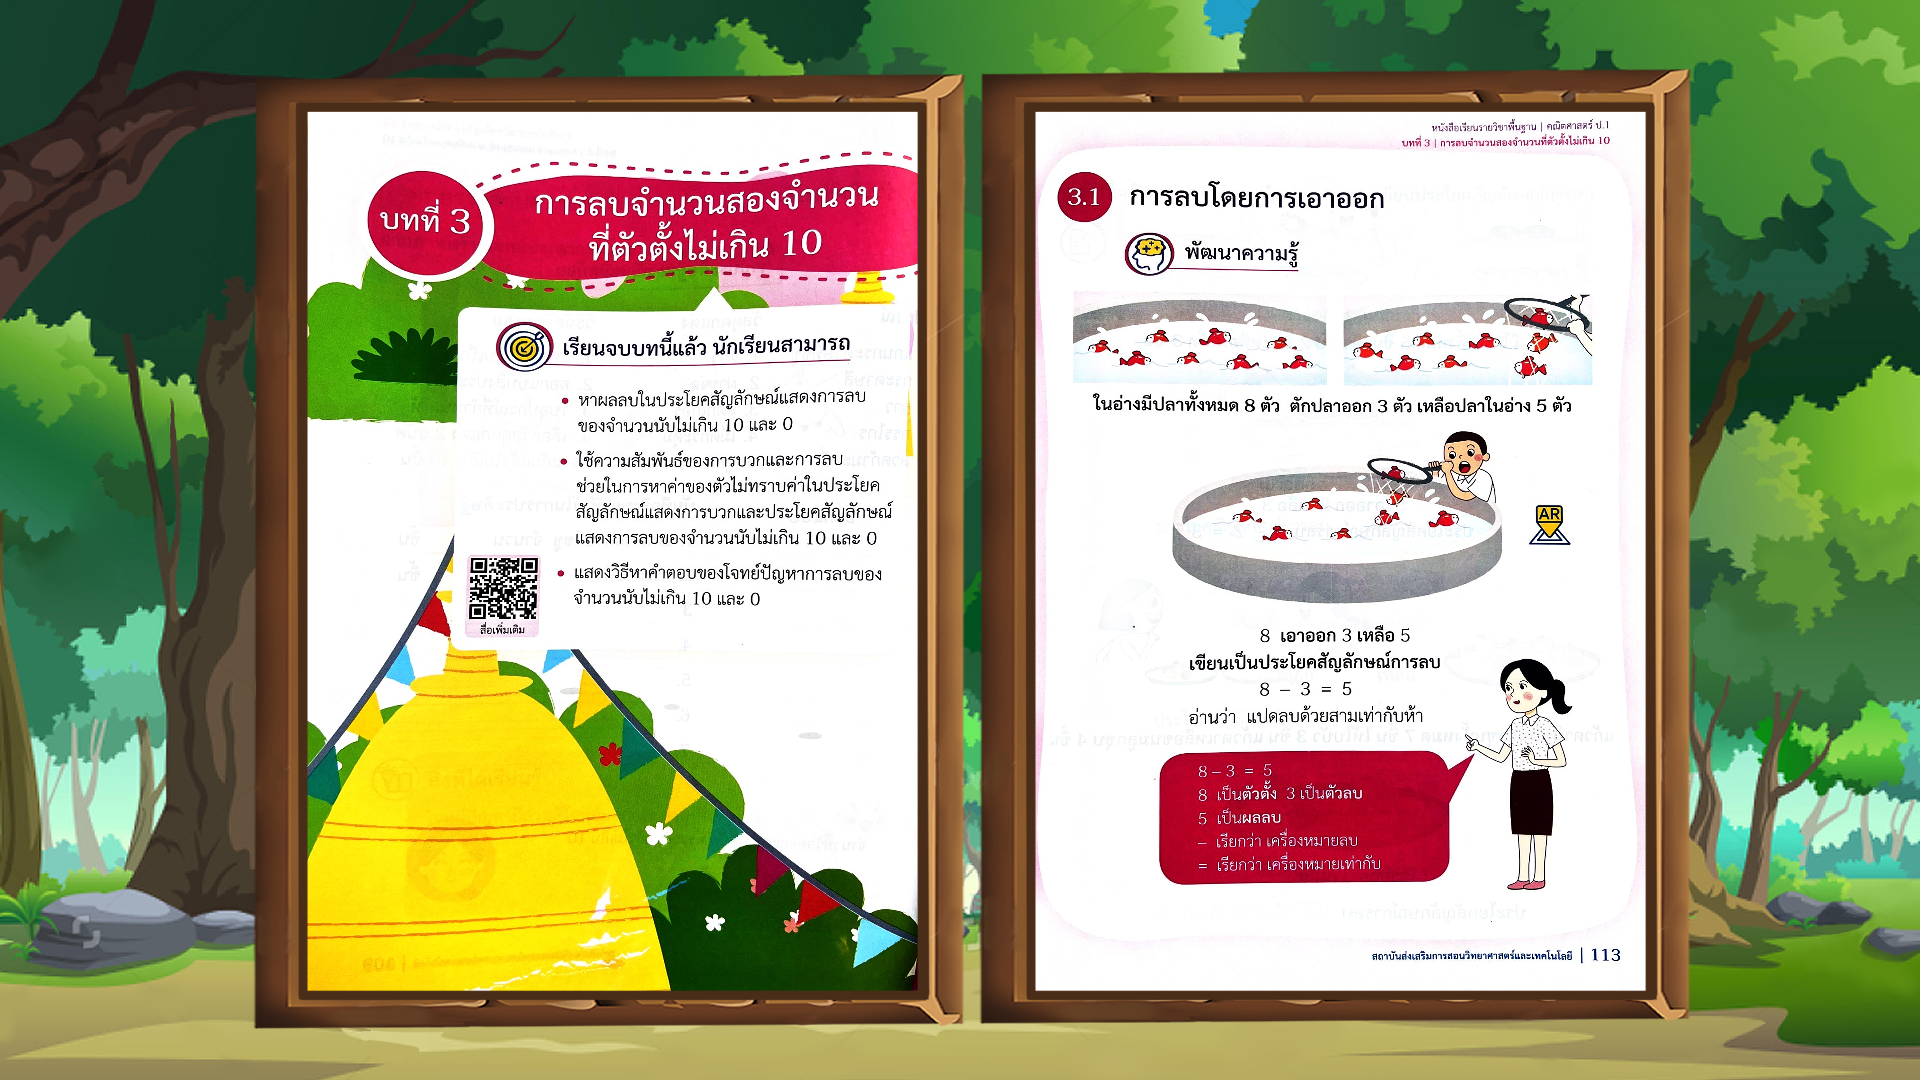 บทที่ 3
การลบจำนวนสองจำนวน
ที่ตัวตั้งไม่เกิน 10
เรียนจบบทนี้แล้ว นักเรียนสามารถ
• หาผลลบในประโยคสัญลักษณ์แสดงการลบ
ของจำนวนนับไม่เกิน 10 และ 0
• ใช้ความสัมพันธ์ของการบวกและการลบ
ช่วยในการหาค่าของตัวไม่ทราบค่าในประโยค
สัญลักษณ์แสดงการบวกและประโยคสัญลักษณ์
แสดงการลบของจำนวนนับไม่เกิน 10 และ 0
• แสดงวิธีหาคำตอบของโจทย์ปัญหาการลบของ
จำนวนนับไม่เกิน 10 และ 0
สื่อเพิ่มเติม
หนังสือเรียนรายวิชาพื้นฐาน | คณิตศาสตร์ ป.1
บทที่ 3 | การลบจำนวนสองจำนวนที่ตัวตั้งไม่เกิน 10
3.1 การลบโดยการเอาออก
พัฒนาความรู้
ในอ่างมีปลาทั้งหมด 8 ตัว ตักปลาออก 3 ตัว เหลือปลาในอ่าง 5 ตัว
AR
8 เอาออก 3 เหลือ 5
เขียนเป็นประโยคสัญลักษณ์การลบ
8 – 3 = 5
อ่านว่า แปดลบด้วยสามเท่ากับห้า
8 – 3 = 5
8 เป็นตัวตั้ง 3 เป็นตัวลบ
5 เป็นผลลบ
– เรียกว่า เครื่องหมายลบ
= เรียกว่า เครื่องหมายเท่ากับ
สถาบันส่งเสริมการสอนวิทยาศาสตร์และเทคโนโลยี | 113